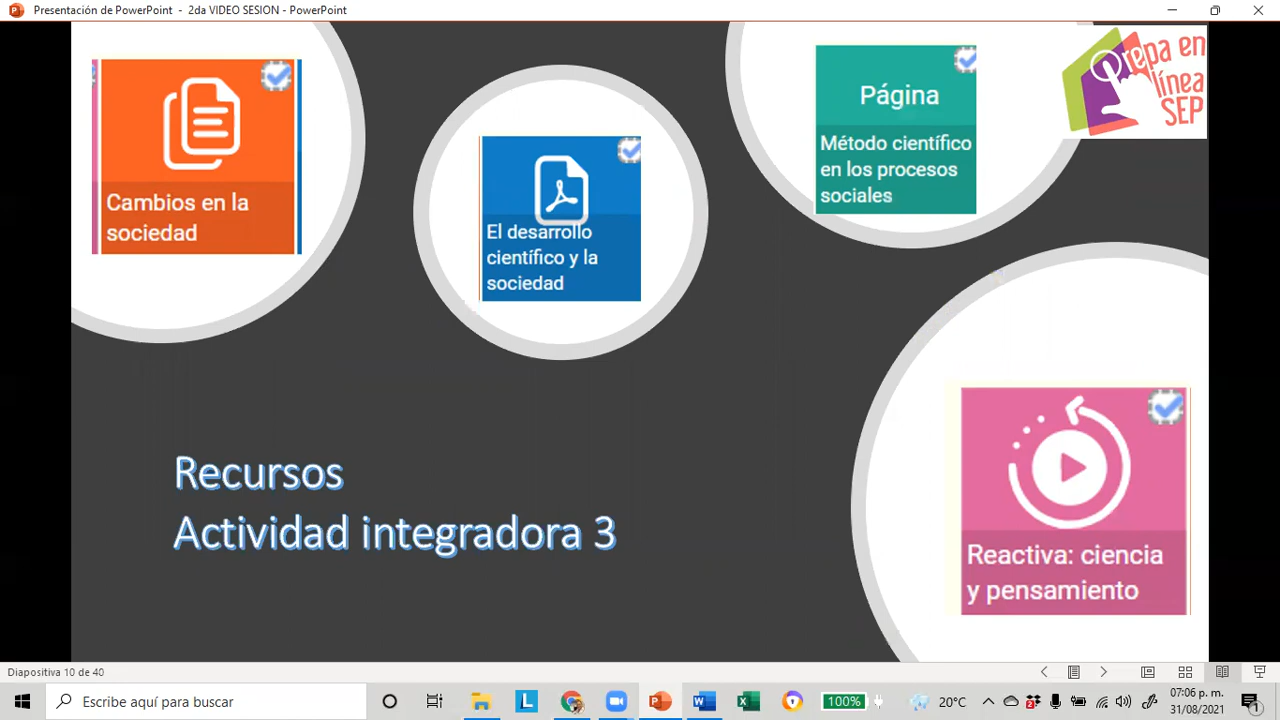 Presentación de PowerPoint - 2da VIDEO SESION - PowerPoint
Cambios en la
sociedad
El desarrollo
científico y la
sociedad
Página
Método científico
en los procesos
sociales
Prepa en
línea
SEP
Recursos
Actividad integradora 3
Reactiva: ciencia
y pensamiento
Diapositiva 10 de 40
Escribe aquí para buscar
L
100%
20°C
07:06 p. m.
31/08/2021